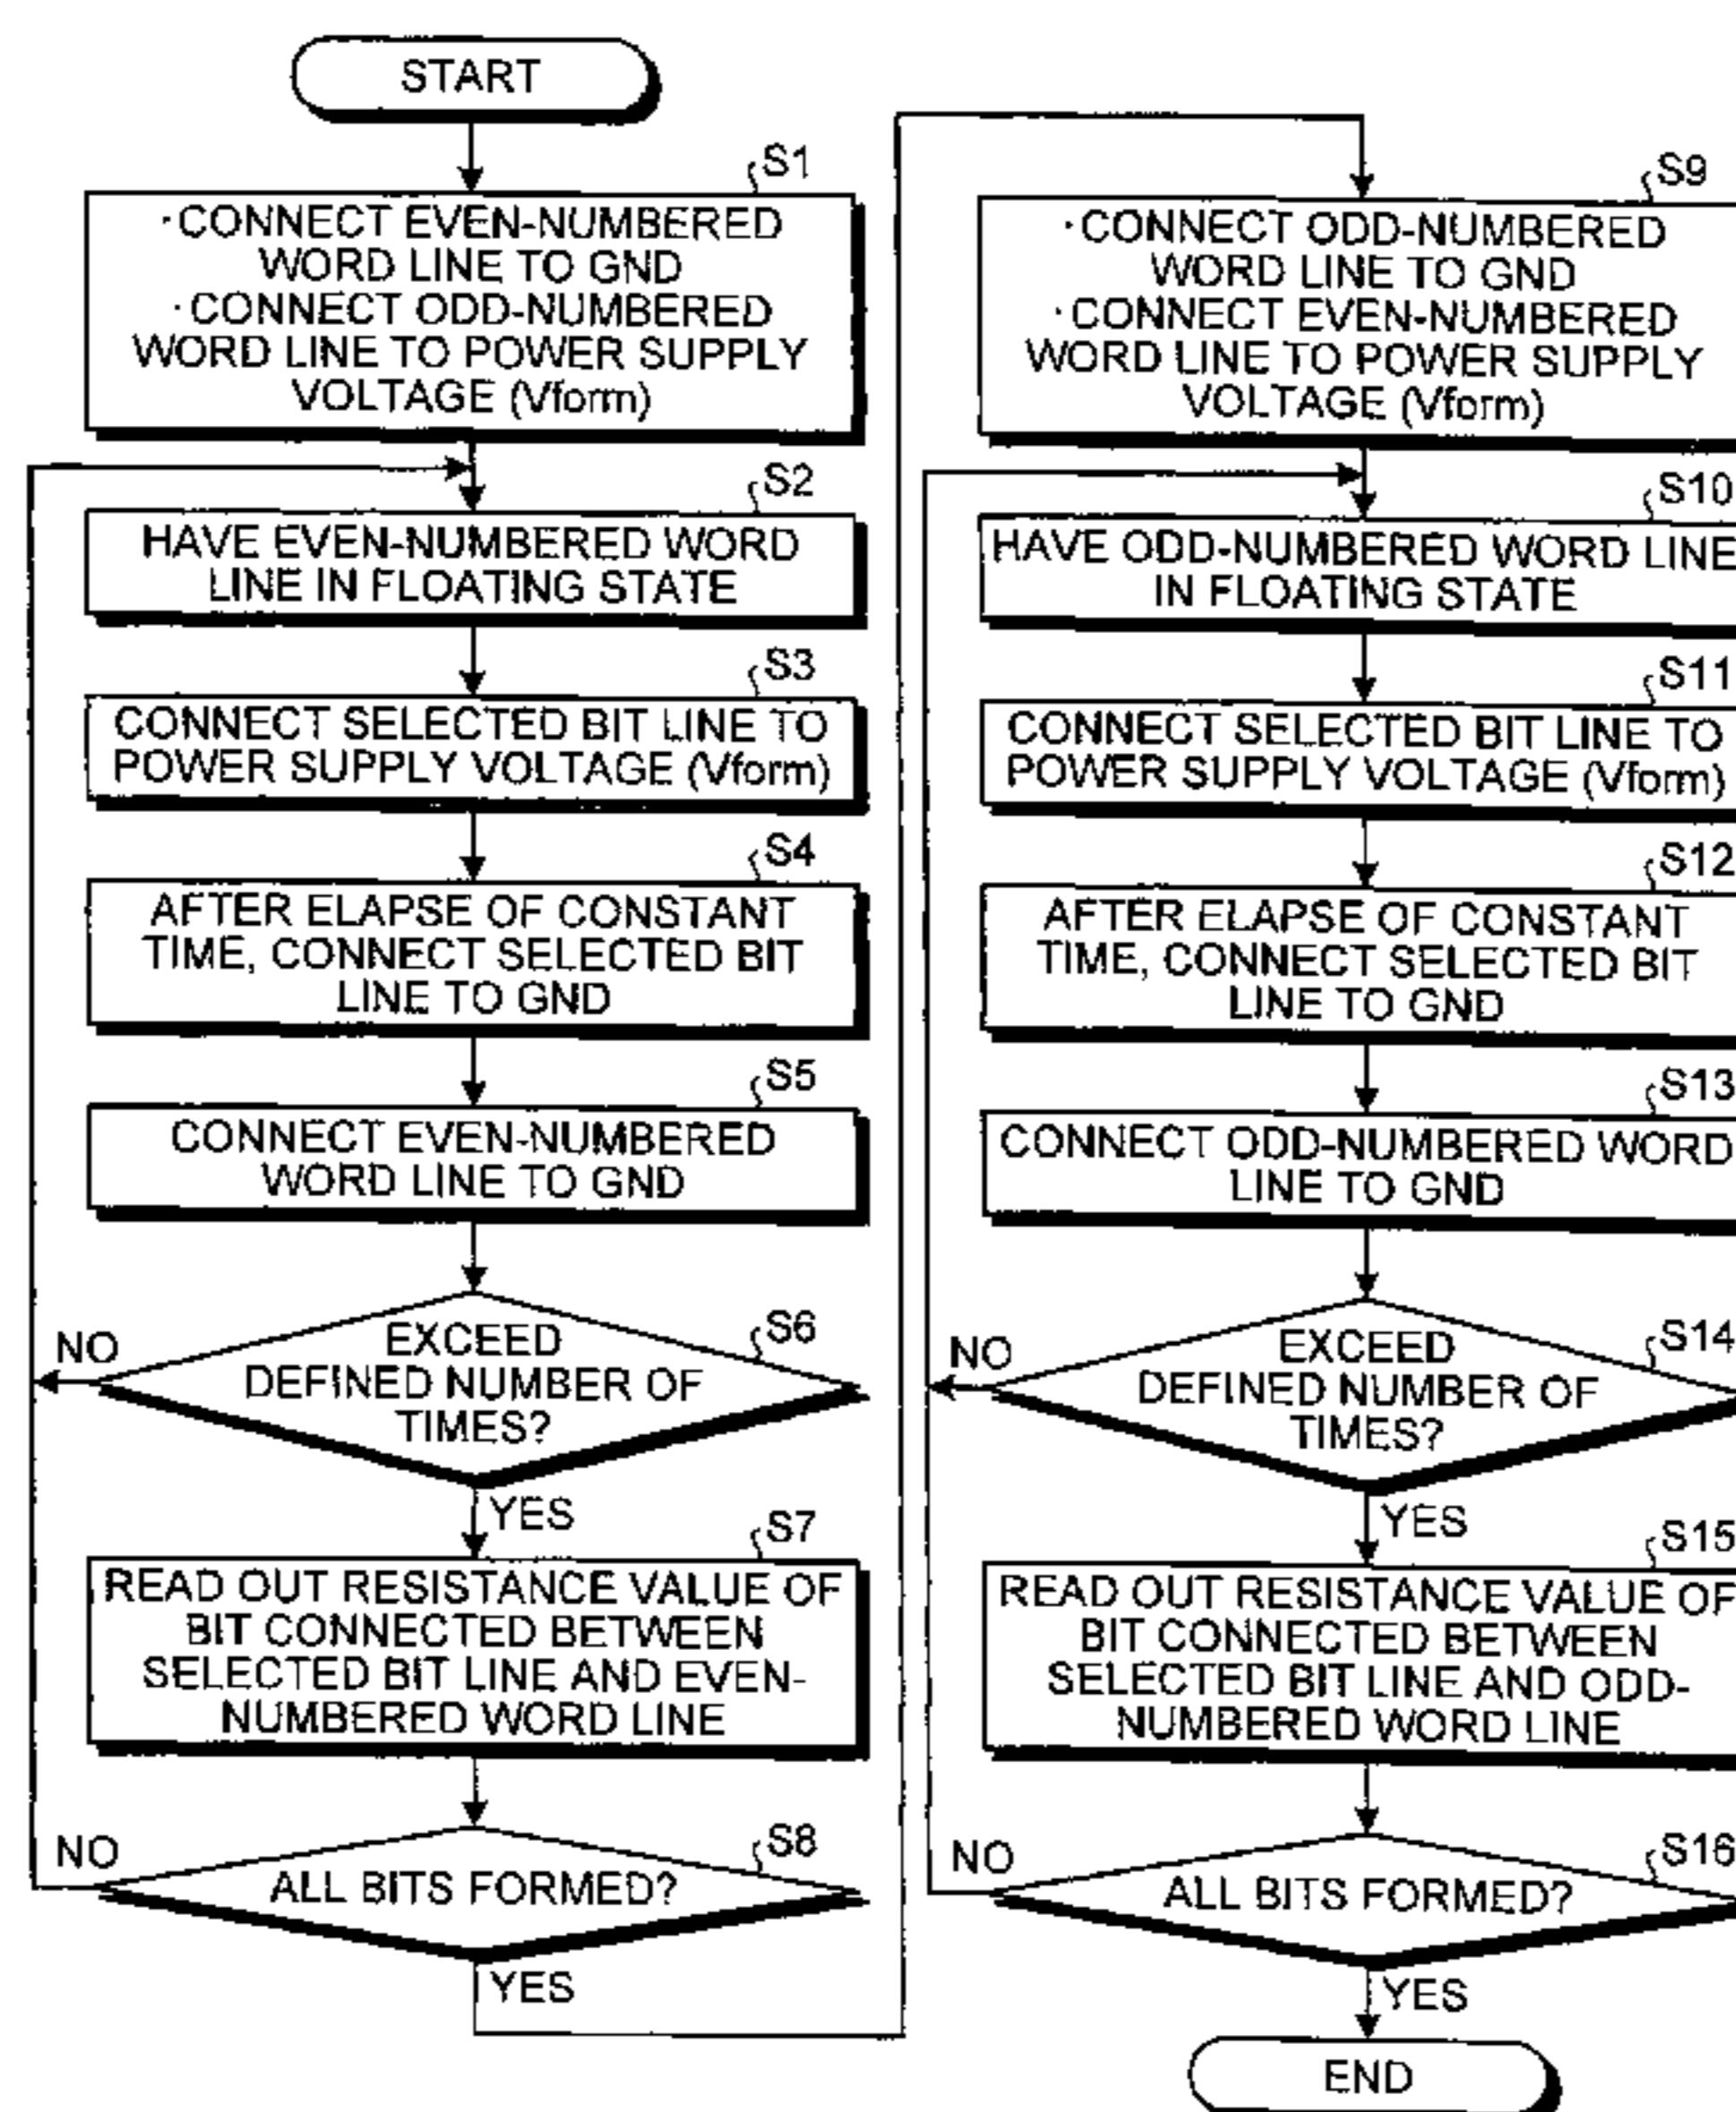 START
S1
·CONNECT EVEN-NUMBERED
WORD LINE TO GND
·CONNECT ODD-NUMBERED
WORD LINE TO POWER SUPPLY
VOLTAGE (Vform)
S2
HAVE EVEN-NUMBERED WORD
LINE IN FLOATING STATE
S3
CONNECT SELECTED BIT LINE TO
POWER SUPPLY VOLTAGE (Vform)
S4
AFTER ELAPSE OF CONSTANT
TIME, CONNECT SELECTED BIT
LINE TO GND
S5
CONNECT EVEN-NUMBERED
WORD LINE TO GND
S6
NO
EXCEED
DEFINED NUMBER OF
TIMES?
YES
S7
READ OUT RESISTANCE VALUE OF
BIT CONNECTED BETWEEN
SELECTED BIT LINE AND EVEN-
NUMBERED WORD LINE
S8
NO
ALL BITS FORMED?
YES
S9
·CONNECT ODD-NUMBERED
WORD LINE TO GND
·CONNECT EVEN-NUMBERED
WORD LINE TO POWER SUPPLY
VOLTAGE (Vform)
S10
HAVE ODD-NUMBERED WORD LINE
IN FLOATING STATE
S11
CONNECT SELECTED BIT LINE TO
POWER SUPPLY VOLTAGE (Vform)
S12
AFTER ELAPSE OF CONSTANT
TIME, CONNECT SELECTED BIT
LINE TO GND
S13
CONNECT ODD-NUMBERED WORD
LINE TO GND
S14
NO
EXCEED
DEFINED NUMBER OF
TIMES?
YES
S15
READ OUT RESISTANCE VALUE OF
BIT CONNECTED BETWEEN
SELECTED BIT LINE AND ODD-
NUMBERED WORD LINE
S16
NO
ALL BITS FORMED?
YES
END